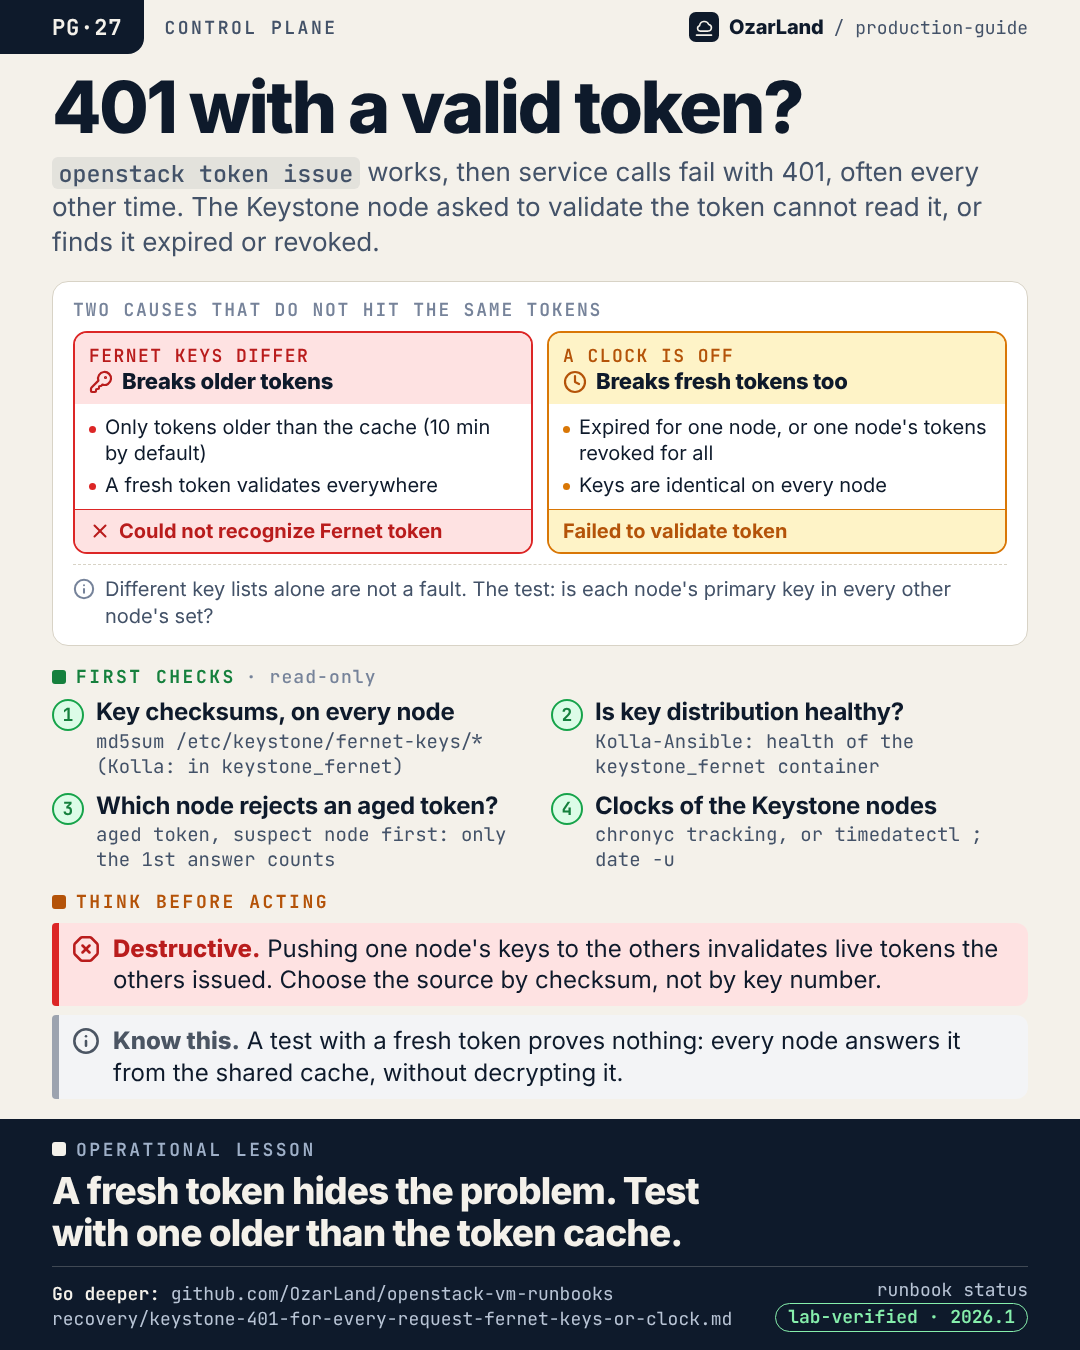 PG·27 CONTROL PLANE OzarLand / production-guide
401 with a valid token?
openstack token issue works, then service calls fail with 401, often every
other time. The Keystone node asked to validate the token cannot read it, or
finds it expired or revoked.
TWO CAUSES THAT DO NOT HIT THE SAME TOKENS
FERNET KEYS DIFFER
Breaks older tokens
Only tokens older than the cache (10 min
by default)
A fresh token validates everywhere
Could not recognize Fernet token
A CLOCK IS OFF
Breaks fresh tokens too
Expired for one node, or one node's tokens
revoked for all
Keys are identical on every node
Failed to validate token
Different key lists alone are not a fault. The test: is each node's primary key in every other
node's set?
FIRST CHECKS · read-only
1 Key checksums, on every node
md5sum /etc/keystone/fernet-keys/*
(Kolla: in keystone_fernet)
2 Is key distribution healthy?
Kolla-Ansible: health of the
keystone_fernet container
3 Which node rejects an aged token?
aged token, suspect node first: only
the 1st answer counts
4 Clocks of the Keystone nodes
chronyc tracking, or timedatectl ;
date -u
THINK BEFORE ACTING
Destructive. Pushing one node's keys to the others invalidates live tokens the
others issued. Choose the source by checksum, not by key number.
Know this. A test with a fresh token proves nothing: every node answers it
from the shared cache, without decrypting it.
OPERATIONAL LESSON
A fresh token hides the problem. Test
with one older than the token cache.
Go deeper: github.com/OzarLand/openstack-vm-runbooks
recovery/keystone-401-for-every-request-fernet-keys-or-clock.md
runbook status
lab-verified · 2026.1